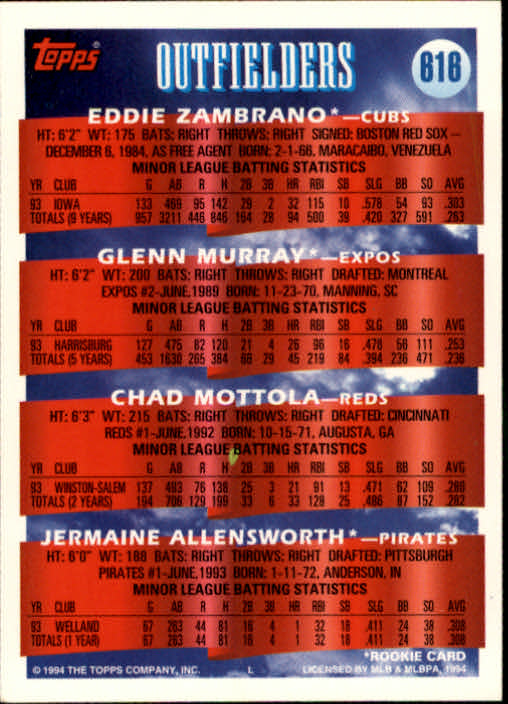 TOPPS® OUTFIELDERS 616
EDDIE ZAMBRANO*—CUBS
HT: 6'2" WT: 175 BATS: RIGHT THROWS: RIGHT SIGNED: BOSTON RED SOX –
DECEMBER 6, 1984, AS FREE AGENT BORN: 2-1-66, MARACAIBO, VENEZUELA
MINOR LEAGUE BATTING STATISTICS
YR CLUB G AB R H 2B 3B HR RBI SB SLG BB SO AVG
93 IOWA 133 469 95 142 29 2 32 115 10 .578 54 93 .303
TOTALS (9 YEARS) 957 3211 446 846 164 28 94 500 39 .420 327 591 .263
GLENN MURRAY*—EXPOS
HT: 6'2" WT: 200 BATS: RIGHT THROWS: RIGHT DRAFTED: MONTREAL
EXPOS #2-JUNE,1989 BORN: 11-23-70, MANNING, SC
MINOR LEAGUE BATTING STATISTICS
YR CLUB G AB R H 2B 3B HR RBI SB SLG BB SO AVG
93 HARRISBURG 127 475 82 120 21 4 26 96 16 .478 56 111 .253
TOTALS (5 YEARS) 453 1630 265 384 68 29 45 219 84 .394 236 471 .236
CHAD MOTTOLA—REDS
HT: 6'3" WT: 215 BATS: RIGHT THROWS: RIGHT DRAFTED: CINCINNATI
REDS #1-JUNE,1992 BORN: 10-15-71, AUGUSTA, GA
MINOR LEAGUE BATTING STATISTICS
YR CLUB G AB R H 2B 3B HR RBI SB SLG BB SO AVG
93 WINSTON-SALEM 137 493 76 138 25 3 21 91 13 .471 62 109 .280
TOTALS (2 YEARS) 194 706 129 199 33 6 33 128 25 .486 87 152 .282
JERMAINE ALLENSWORTH*—PIRATES
HT: 6'0" WT: 188 BATS: RIGHT THROWS: RIGHT DRAFTED: PITTSBURGH
PIRATES #1-JUNE,1993 BORN: 1-11-72, ANDERSON, IN
MINOR LEAGUE BATTING STATISTICS
YR CLUB G AB R H 2B 3B HR RBI SB SLG BB SO AVG
93 WELLAND 67 263 44 81 16 4 1 32 18 .411 24 38 .308
TOTALS (1 YEAR) 67 263 44 81 16 4 1 32 18 .411 24 38 .308
*ROOKIE CARD
© 1994 THE TOPPS COMPANY, INC. L LICENSED BY MLB & MLBPA, 1994